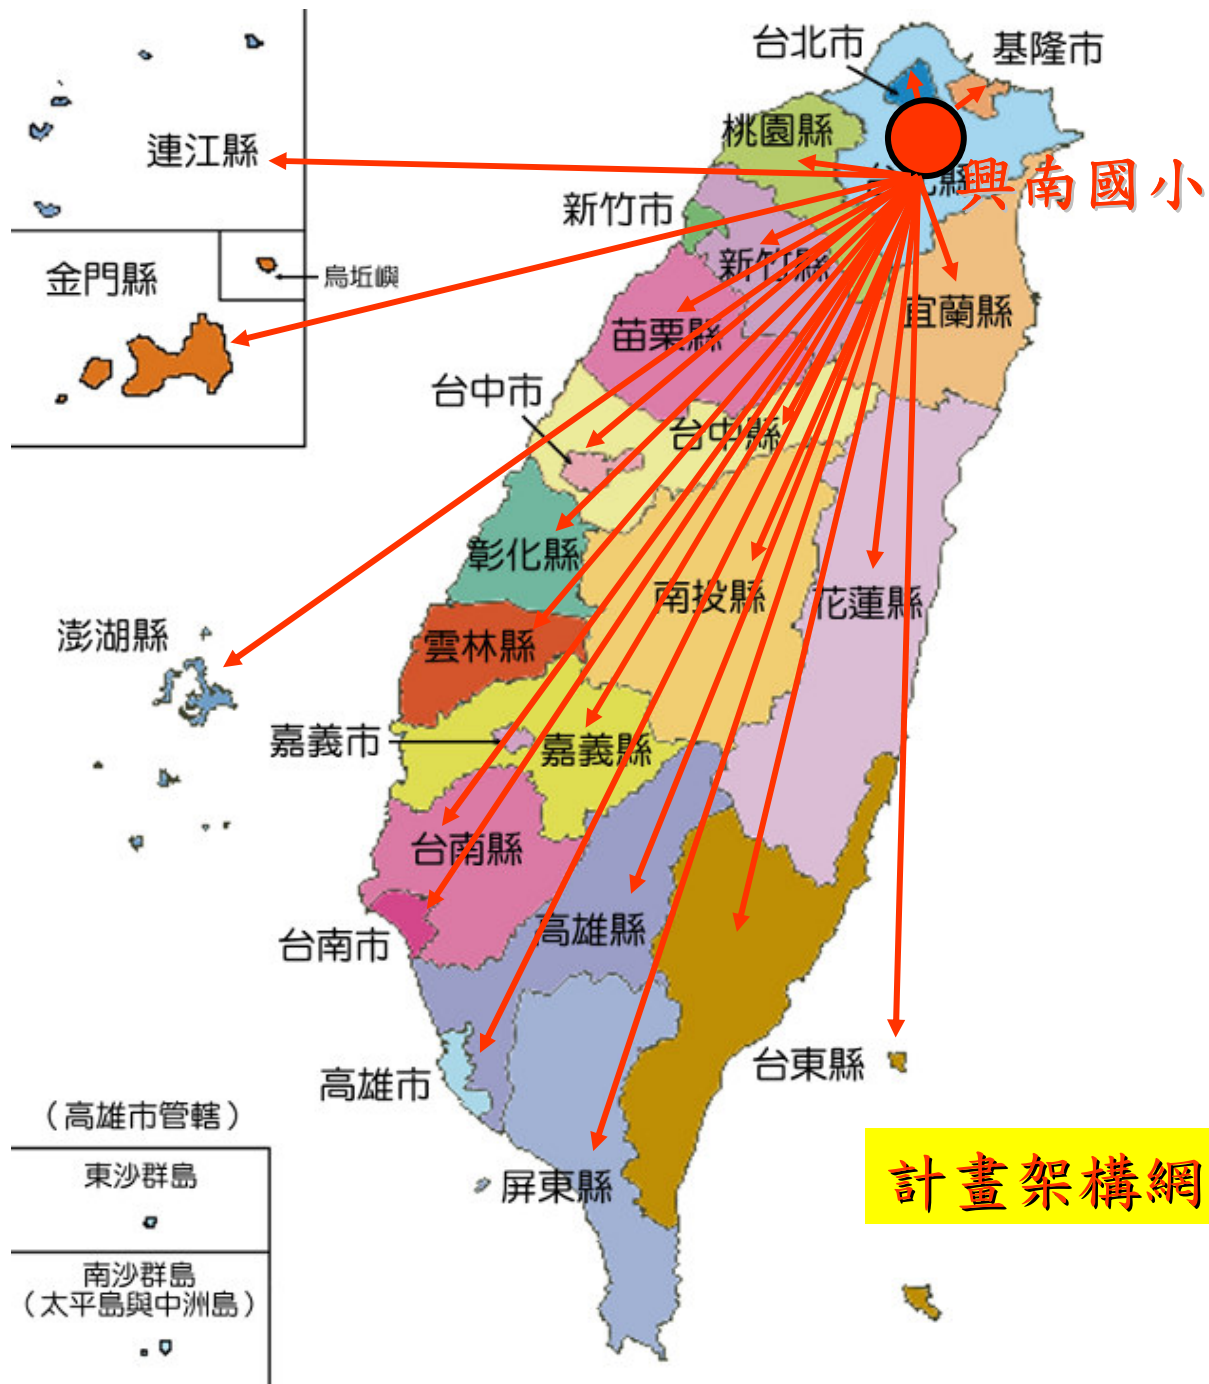 台北市
基隆市
桃園縣
連江縣
台北縣
興南國小
新竹市
新竹縣
金門縣
烏坵嶼
宜蘭縣
苗栗縣
台中市
台中縣
彰化縣
南投縣
花蓮縣
澎湖縣
雲林縣
嘉義市
嘉義縣
台南縣
高雄縣
台南市
台東縣
高雄市
（高雄市管轄）
東沙群島
計畫架構網
屏東縣
南沙群島
（太平島與中洲島）